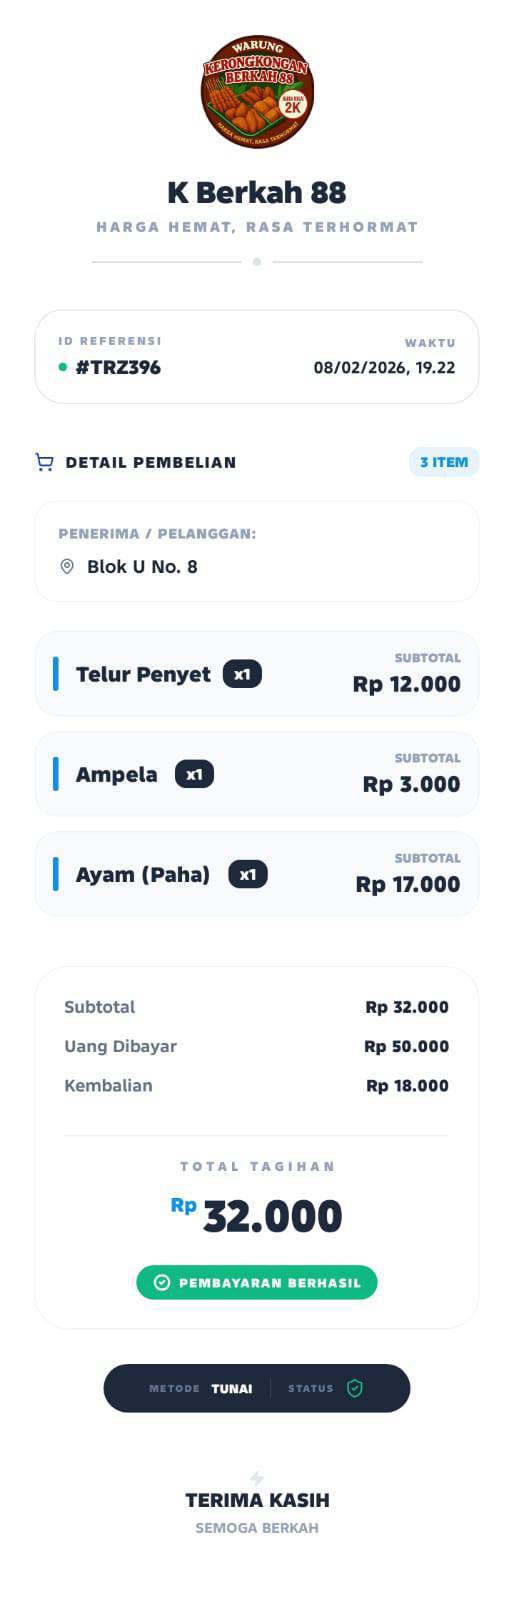 WARUNG
KERONGKONGAN
BERKAH 88
2K
HARGA HEMAT, RASA TERHORMAT
K Berkah 88
HARGA HEMAT, RASA TERHORMAT
ID REFERENSI
#TRZ396
WAKTU
08/02/2026, 19.22
DETAIL PEMBELIAN
3 ITEM
PENERIMA / PELANGGAN:
Blok U No. 8
Telur Penyet x1
SUBTOTAL
Rp 12.000
Ampela x1
SUBTOTAL
Rp 3.000
Ayam (Paha) x1
SUBTOTAL
Rp 17.000
Subtotal Rp 32.000
Uang Dibayar Rp 50.000
Kembalian Rp 18.000
TOTAL TAGIHAN
Rp 32.000
PEMBAYARAN BERHASIL
METODE TUNAI STATUS
TERIMA KASIH
SEMOGA BERKAH